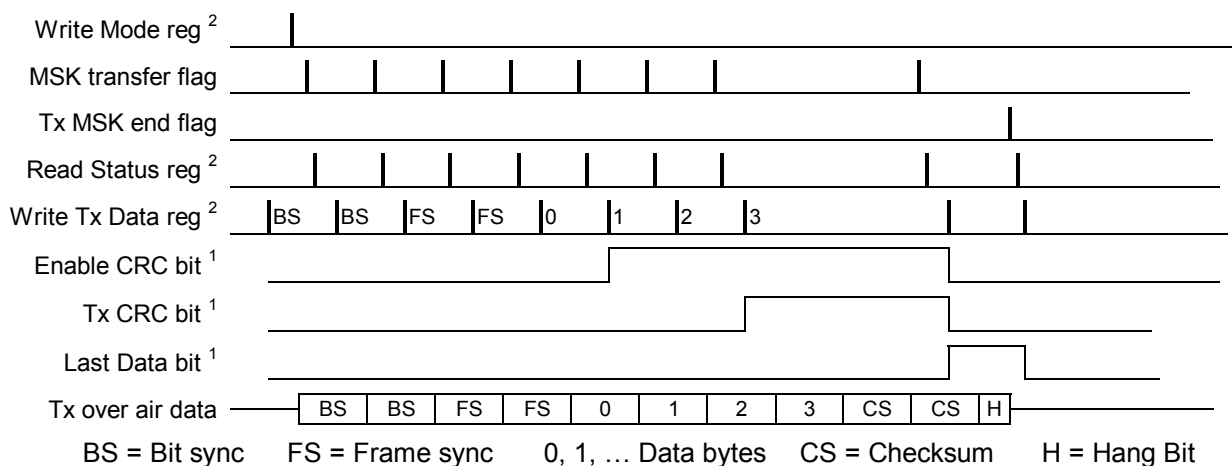 Write Mode reg 2
MSK transfer flag
Tx MSK end flag
Read Status reg 2
Write Tx Data reg 2 BS BS FS FS 0 1 2 3
Enable CRC bit 1
Tx CRC bit 1
Last Data bit 1
Tx over air data BS BS FS FS 0 1 2 3 CS CS H
BS = Bit sync FS = Frame sync 0, 1, … Data bytes CS = Checksum H = Hang Bit